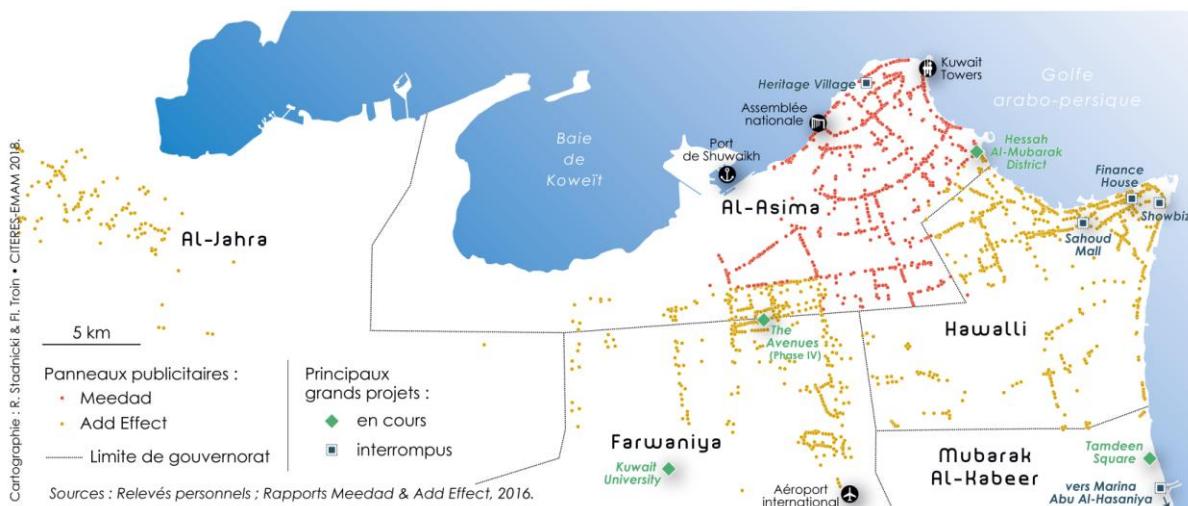 Kuwait
Towers
Heritage Village
Golfe
arabo-persique
Assemblée
nationale
Baie
de
Koweït
Port
de Shuwaikh
Hessah
Al-Mubarak
District
Finance
House
Showbiz
Al-Asima
Sahoud
Mall
Al-Jahra
5 km
The
Avenues
(Phase IV)
Hawalli
Panneaux publicitaires :
Meedad
Add Effect
Limite de gouvernorat
Principaux
grands projets :
en cours
interrompus
Farwaniya
Kuwait
University
Mubarak
Al-Kabeer
Tamdeen
Square
Aéroport
international
vers Marina
Abu Al-Hasaniya
Sources : Relevés personnels ; Rapports Meedad & Add Effect, 2016.
Cartographie : R. Stadnicki & Fl. Troin • CITERES-EMAM 2018.